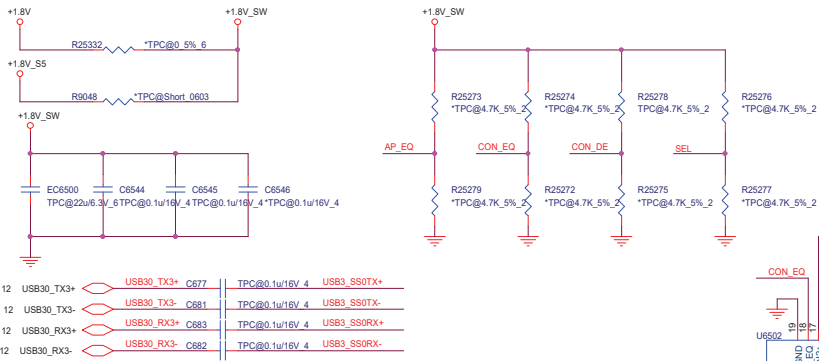 +1.8V
+1.8V_SW
R25332
*TPC@0_5%_6
+1.8V_S5
R9048
*TPC@Short_0603
+1.8V_SW
EC6500
TPC@22u/6.3V_6
C6544
TPC@0.1u/16V_4
C6545
TPC@0.1u/16V_4
C6546
*TPC@0.1u/16V_4
+1.8V_SW
R25273
*TPC@4.7K_5%_2
R25274
*TPC@4.7K_5%_2
R25278
TPC@4.7K_5%_2
R25276
*TPC@4.7K_5%_2
AP_EQ
CON_EQ
CON_DE
SEL
R25279
*TPC@4.7K_5%_2
R25272
*TPC@4.7K_5%_2
R25275
*TPC@4.7K_5%_2
R25277
*TPC@4.7K_5%_2
12 USB30_TX3+ USB30_TX3+ C677 TPC@0.1u/16V_4 USB3_SS0TX+
12 USB30_TX3- USB30_TX3- C681 TPC@0.1u/16V_4 USB3_SS0TX-
12 USB30_RX3+ USB30_RX3+ C683 TPC@0.1u/16V_4 USB3_SS0RX+
12 USB30_RX3- USB30_RX3- C682 TPC@0.1u/16V_4 USB3_SS0RX-
CON_EQ
U6502
19
18
17